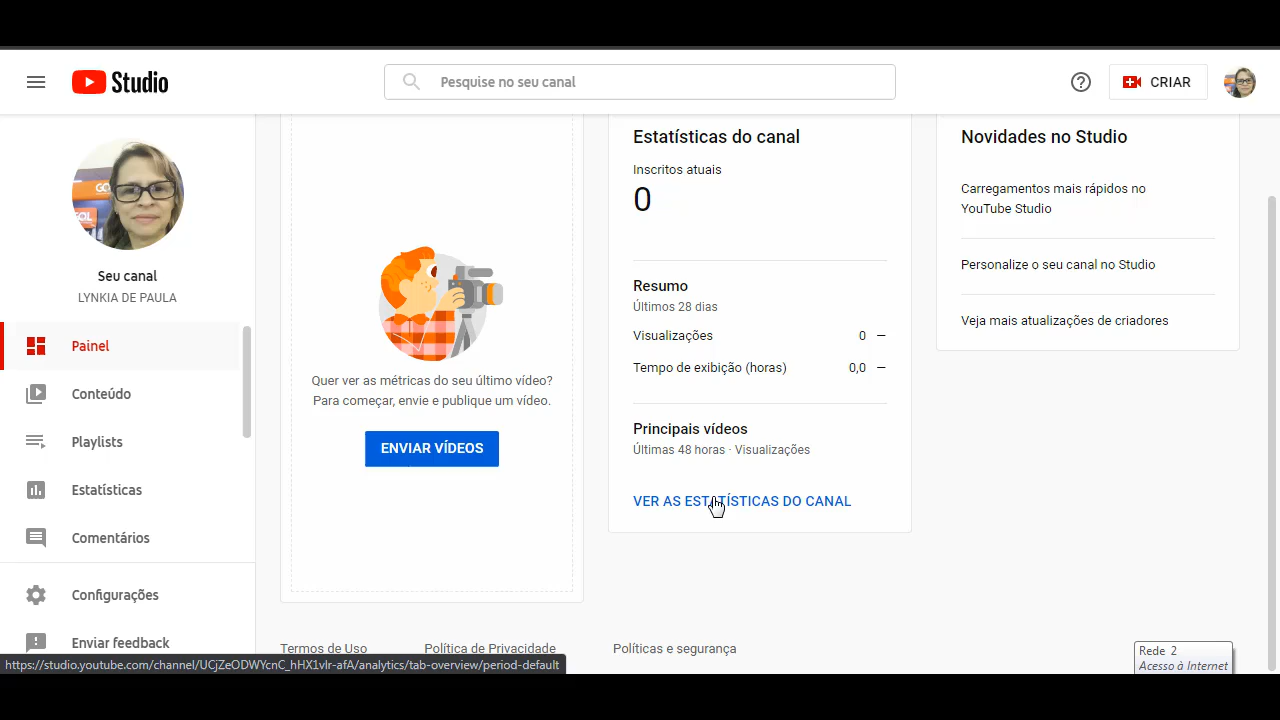 Studio
Pesquise no seu canal
CRIAR
Seu canal
LYNKIA DE PAULA
Painel
Conteúdo
Playlists
Estatísticas
Comentários
Configurações
Enviar feedback
Quer ver as métricas do seu último vídeo?
Para começar, envie e publique um vídeo.
ENVIAR VÍDEOS
Estatísticas do canal
Inscritos atuais
0
Resumo
Últimos 28 dias
Visualizações 0 —
Tempo de exibição (horas) 0,0 —
Principais vídeos
Últimas 48 horas · Visualizações
VER AS ESTATÍSTICAS DO CANAL
Novidades no Studio
Carregamentos mais rápidos no
YouTube Studio
Personalize o seu canal no Studio
Veja mais atualizações de criadores
Termos de Uso
Política de Privacidade
Políticas e segurança
https://studio.youtube.com/channel/UCjZeODWYcnC_hHX1vIr-afA/analytics/tab-overview/period-default
Rede 2
Acesso à Internet